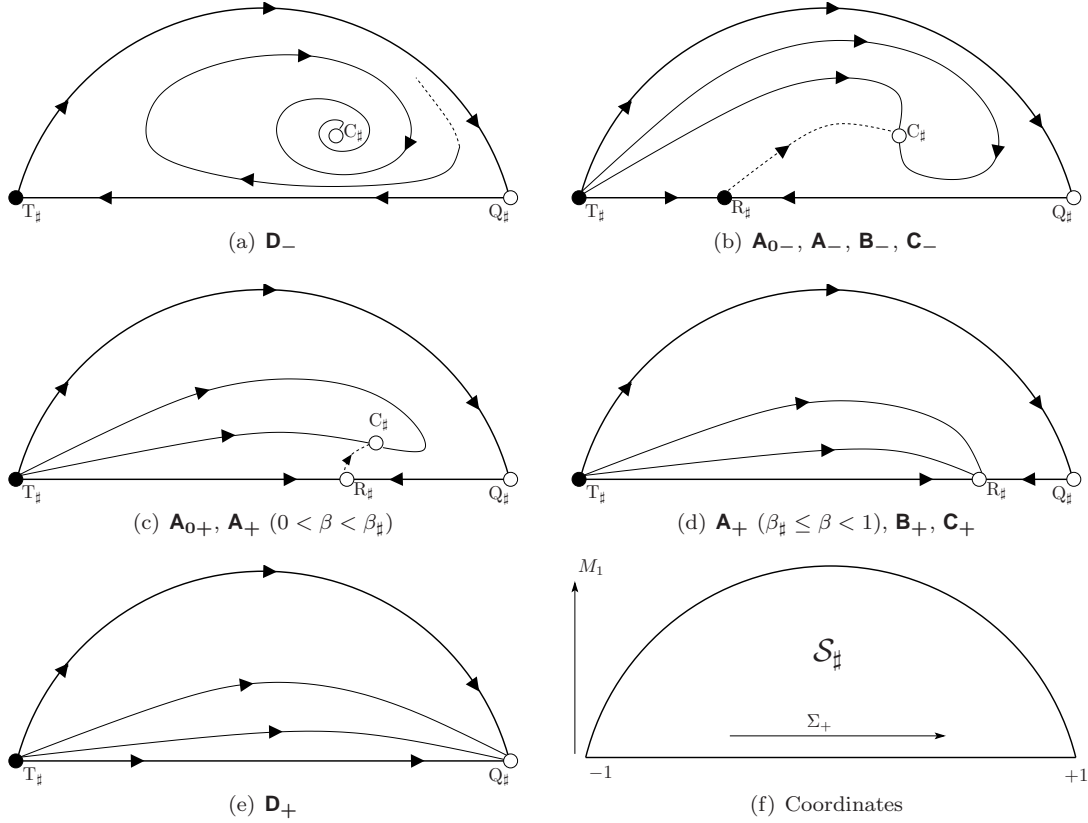 C♯
T♯ Q♯
(a) D₋
C♯
T♯ R♯ Q♯
(b) A₀₋, A₋, B₋, C₋
C♯
T♯ R♯ Q♯
(c) A₀₊, A₊ (0 < β < β♯)
T♯ R♯ Q♯
(d) A₊ (β♯ ≤ β < 1), B₊, C₊
T♯ Q♯
(e) D₊
M₁
S♯
Σ₊
−1 +1
(f) Coordinates